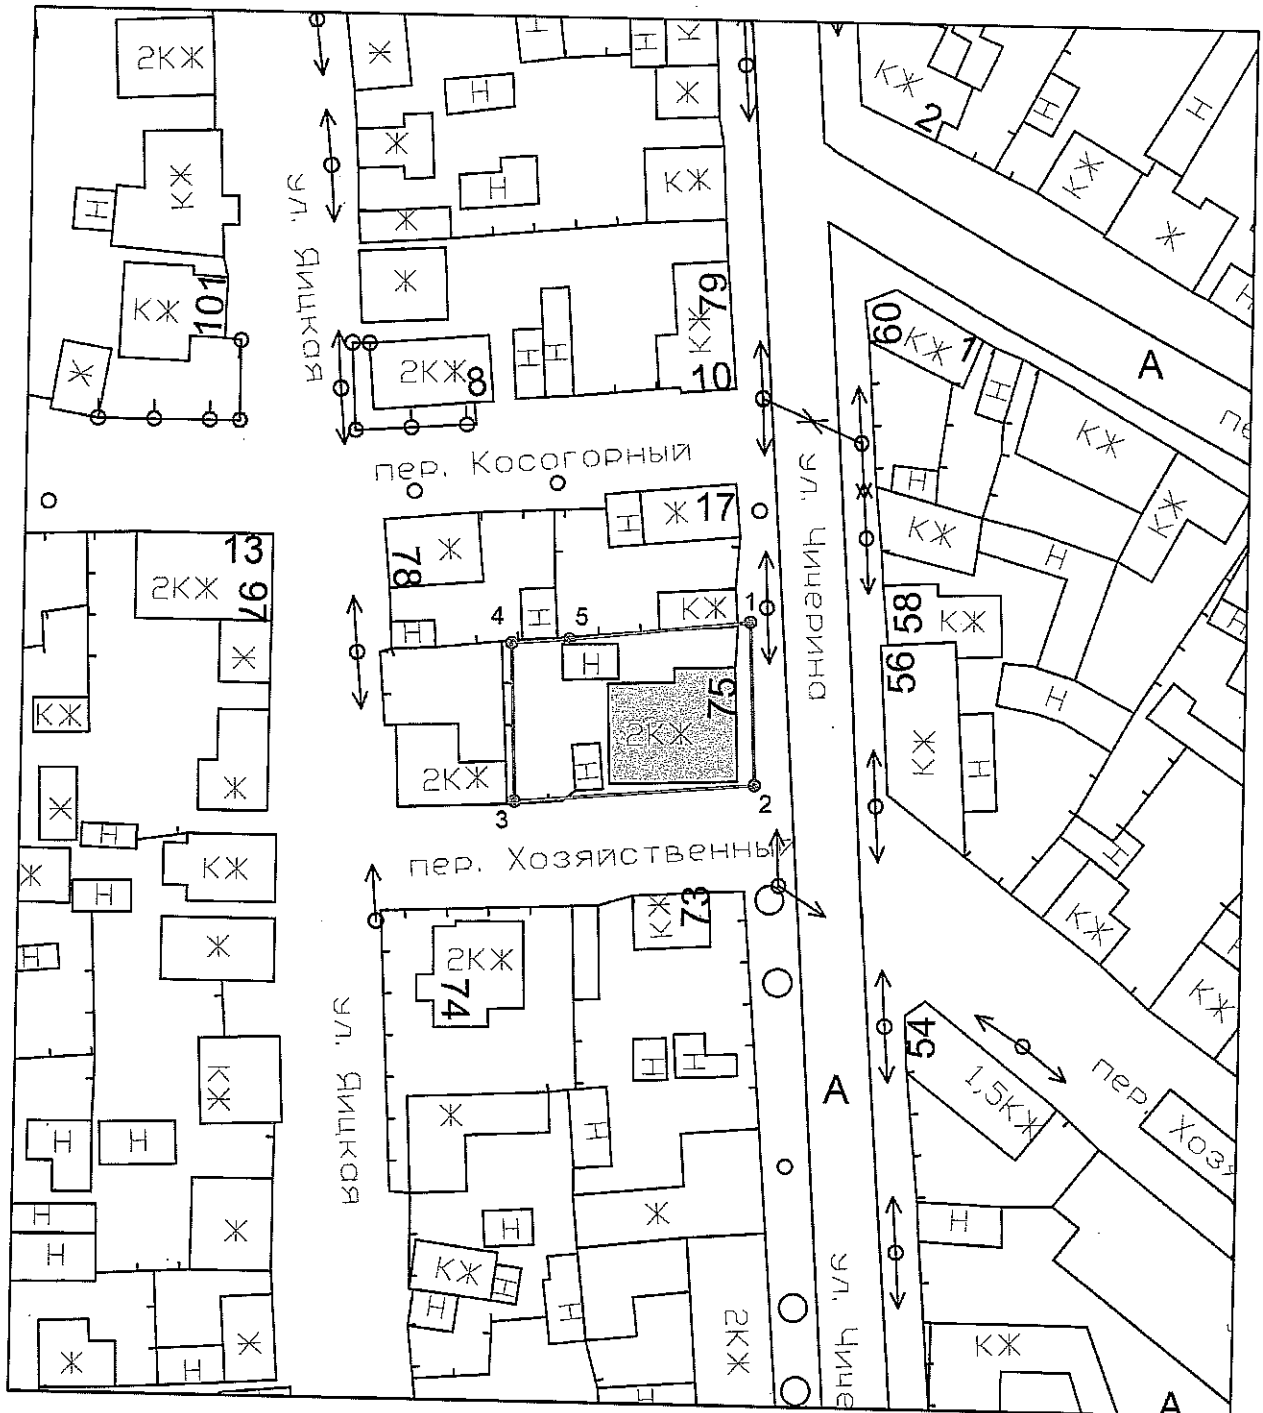 2КЖ
Ж
Н
Н
К
КЖ
2
Н
Н
Ж
Ж
Н
КЖ
Н
КЖ
КЖ
Ж
ул. Яицкая
Ж
Н
КЖ
101
Ж
79
КЖ
10
60
КЖ
1
А
Ж
2КЖ
8
Н
Н
Н
КЖ
пер. Косогорный
ул. Чичерина
Н
КЖ
КЖ
Н
Ж
17
13
2КЖ
97
78
Ж
Н
КЖ
1
58
КЖ
Н
Н
4
5
Ж
Н
56
Н
КЖ
75
2КЖ
КЖ
Н
2КЖ
Н
Ж
Ж
3
2
Н
КЖ
пер. Хозяйственный
Н
Ж
Н
КЖ
73
КЖ
КЖ
Н
Ж
2КЖ
74
54
ул. Яицкая
Н
Н
1,5КЖ
пер.
Хозя
КЖ
Ж
Н
А
Н
Н
Н
Ж
Ж
Н
Н
Н
КЖ
Н
Н
Н
ул. Чиче
2КЖ
КЖ
Ж
Н
Ж
Н
А